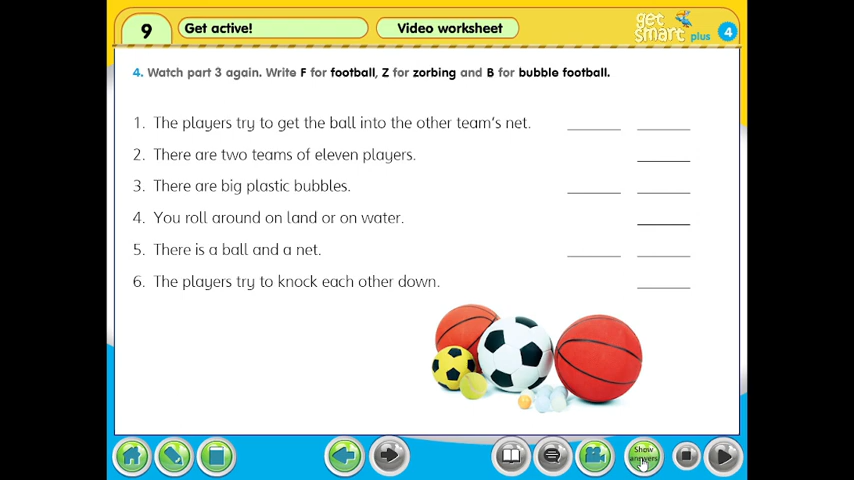 9 Get active! Video worksheet get smart plus 4
4. Watch part 3 again. Write F for football, Z for zorbing and B for bubble football.
1. The players try to get the ball into the other team's net.
2. There are two teams of eleven players.
3. There are big plastic bubbles.
4. You roll around on land or on water.
5. There is a ball and a net.
6. The players try to knock each other down.
Show
answers